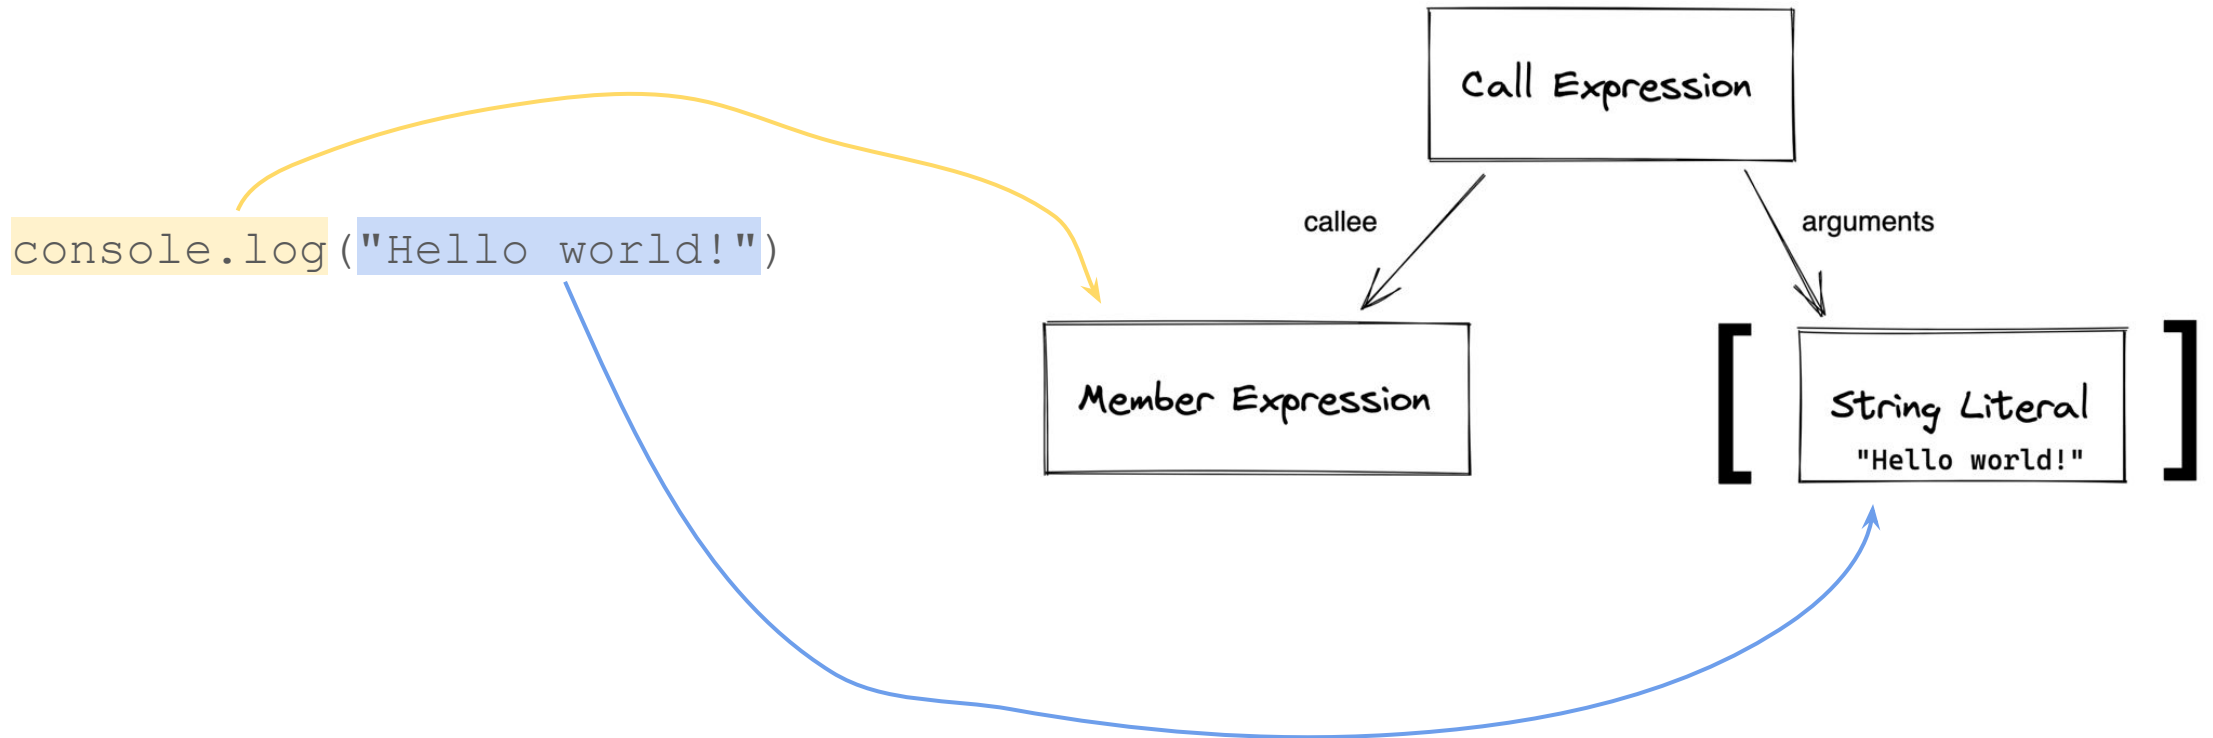 Call Expression
callee
arguments
console.log("Hello world!")
Member Expression
[ String Literal ]
"Hello world!"